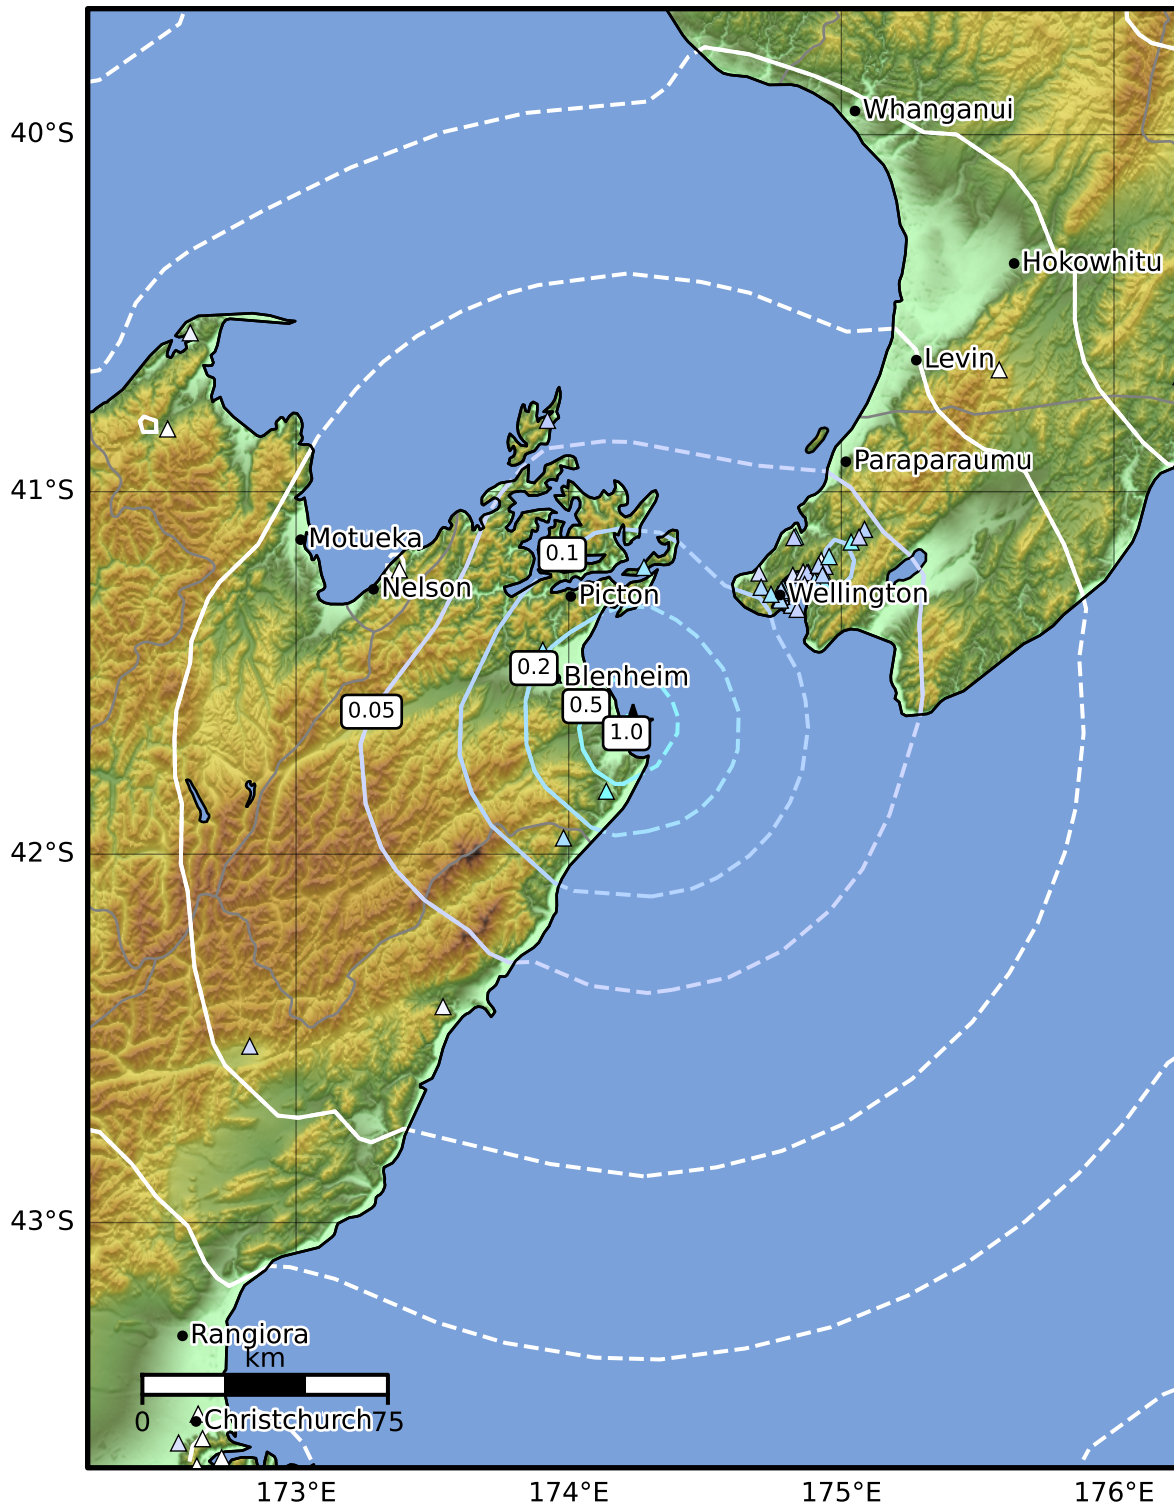 Whanganui
40°S
Hokowhitu
Levin
Paraparaumu
41°S
Motueka
0.1
Nelson
Picton
Wellington
0.2
Blenheim
0.05
0.5
1.0
42°S
43°S
Rangiora
km
0
75
Christchurch
173°E
174°E
175°E
176°E